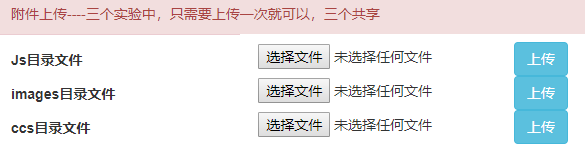 附件上传----三个实验中，只需要上传一次就可以，三个共享
Js目录文件 选择文件 未选择任何文件 上传
images目录文件 选择文件 未选择任何文件 上传
ccs目录文件 选择文件 未选择任何文件 上传